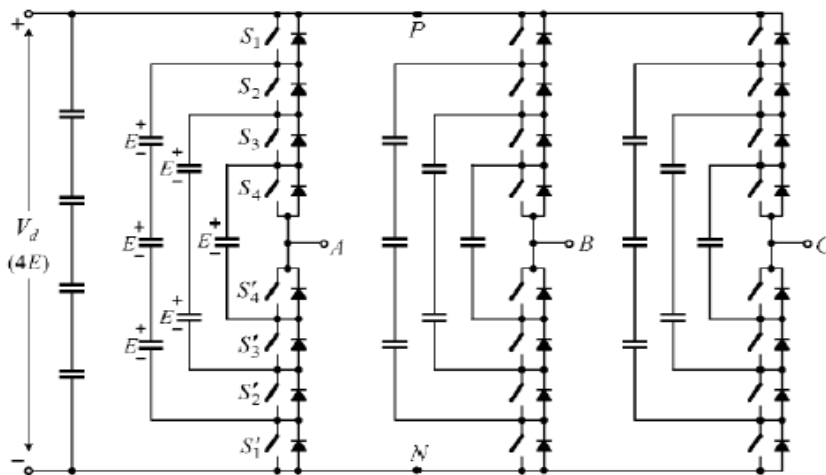 +
P
S₁
S₂
S₃
S₄
E + −
E + −
E + −
E + −
E + −
E + −
V_d
(4E)
A
B
C
S′₄
S′₃
S′₂
S′₁
−
N